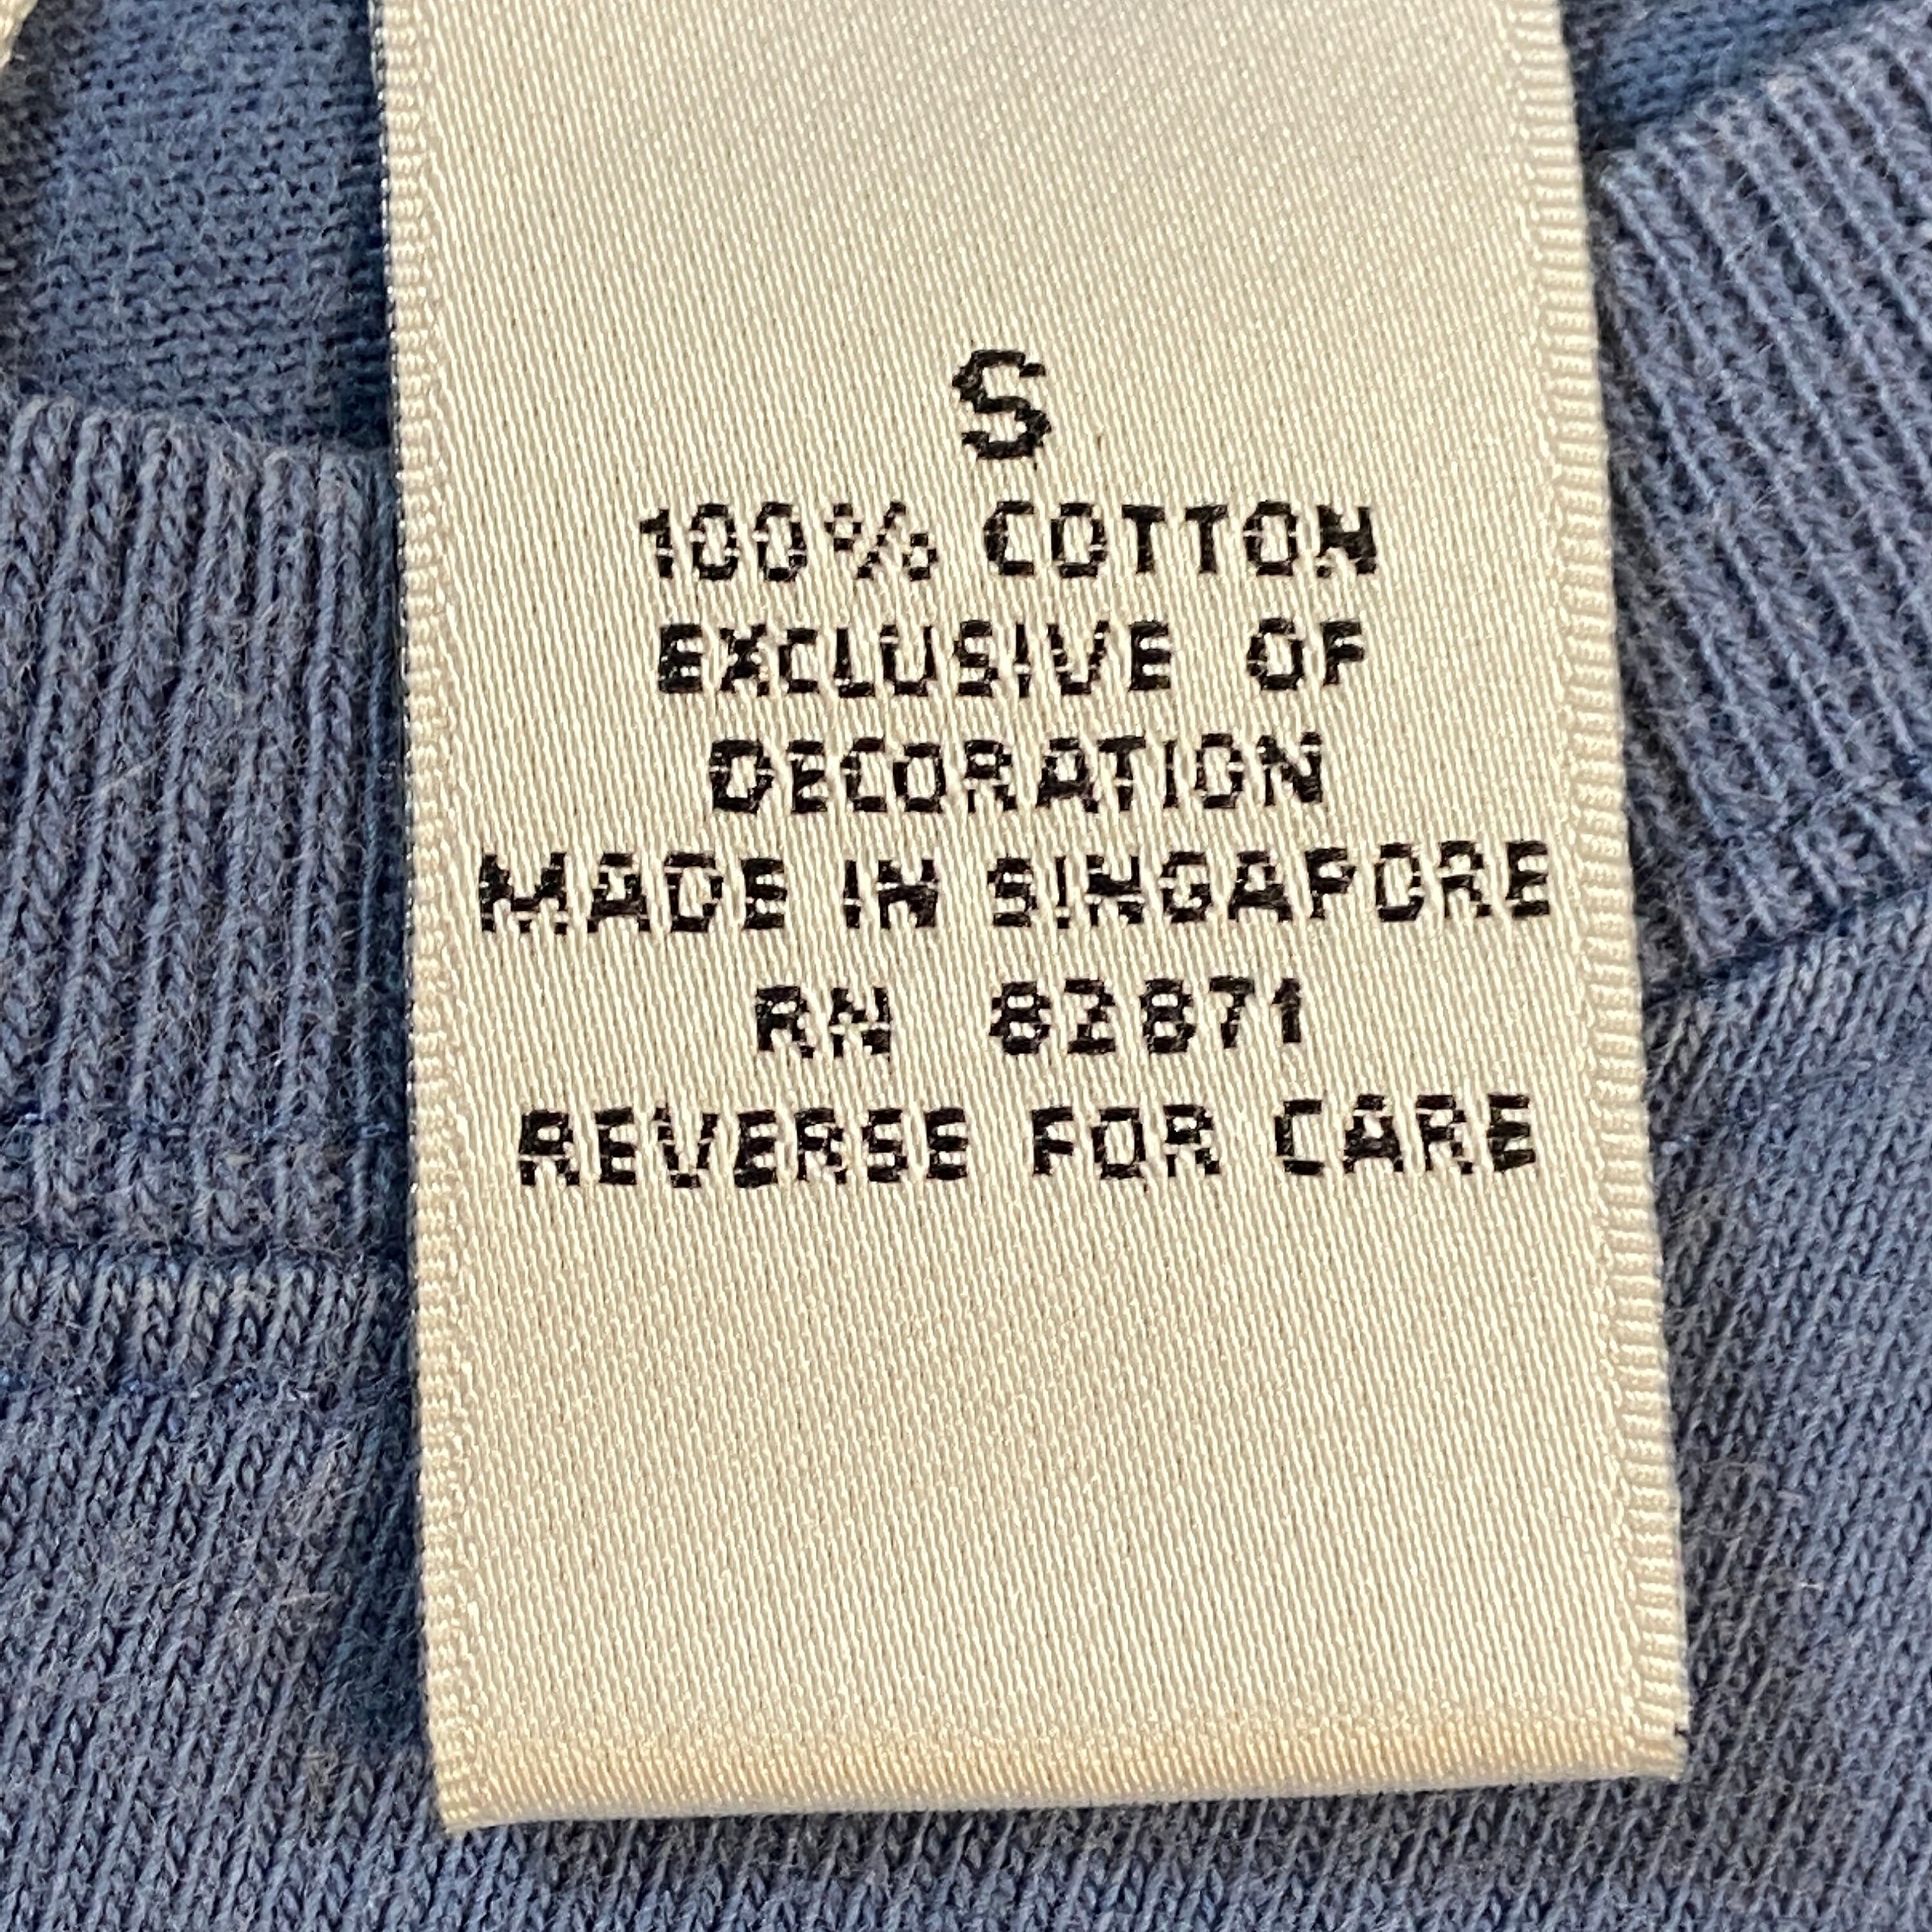 S
100% COTTON
EXCLUSIVE OF
DECORATION
MADE IN SINGAPORE
RN 82871
REVERSE FOR CARE